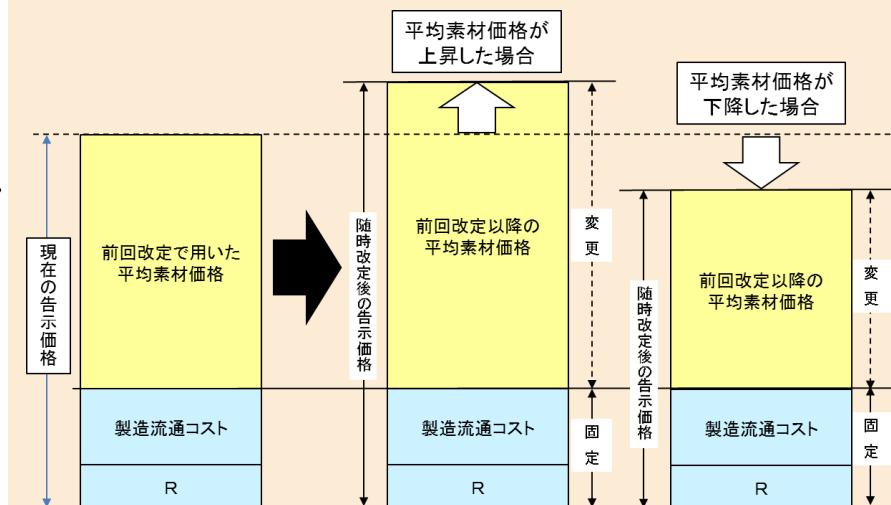 平均素材価格が
上昇した場合
平均素材価格が
下降した場合
現在の告示価格
前回改定で用いた
平均素材価格
製造流通コスト
R
随時改定後の告示価格
前回改定以降の
平均素材価格
製造流通コスト
R
変更
固定
随時改定後の告示価格
前回改定以降の
平均素材価格
製造流通コスト
R
変更
固定